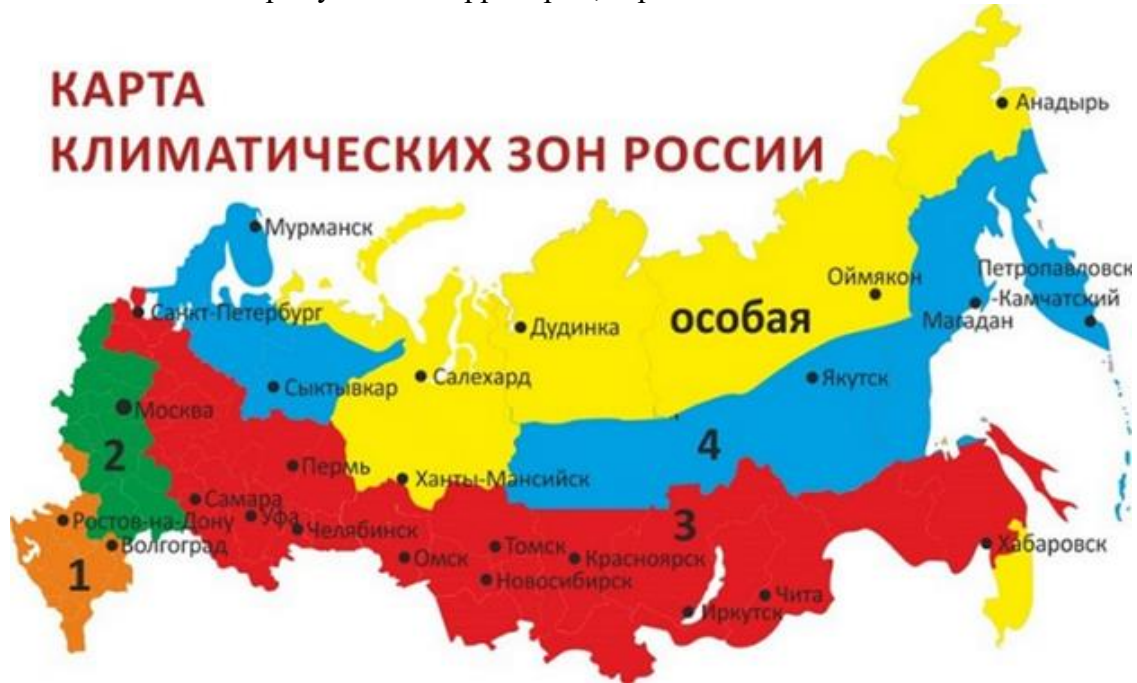 КАРТА
КЛИМАТИЧЕСКИХ ЗОН РОССИИ
Анадырь
Мурманск
Оймякон
Петропавловск
-Камчатский
Санкт-Петербург
Дудинка
особая
Магадан
Сыктывкар
Салехард
Якутск
Москва
2
4
Пермь
Ханты-Мансийск
Самара
Ростов-на-Дону
Уфа
Челябинск
3
Волгоград
Омск
Томск
Красноярск
Хабаровск
1
Новосибирск
Чита
Иркутск